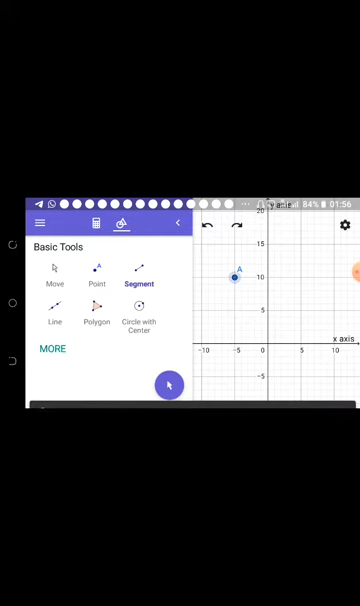 84% 01:56
y axis
20
Basic Tools
A
15
Move Point Segment
A
10
5
Line Polygon Circle with Center
x axis
-10 -5 0 5 10
MORE
-5